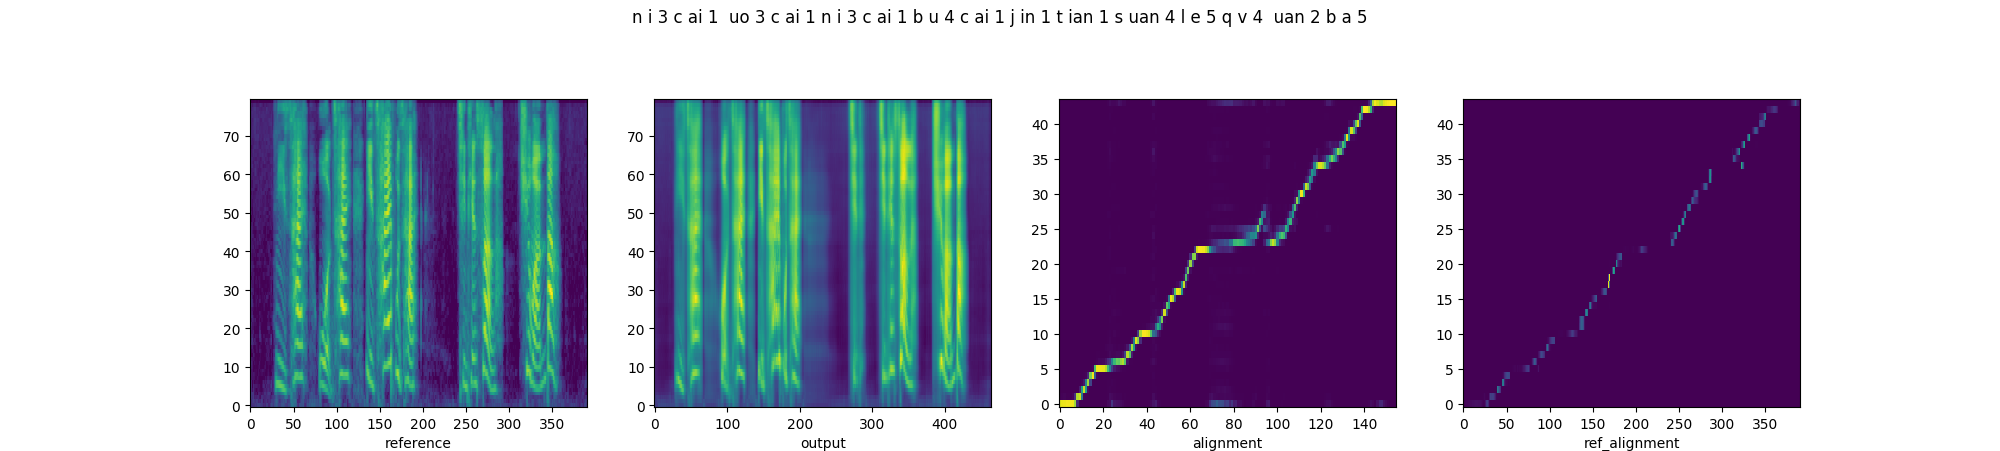 n i 3 c ai 1  uo 3 c ai 1 n i 3 c ai 1 b u 4 c ai 1 j in 1 t ian 1 s uan 4 l e 5 q v 4  uan 2 b a 5
70 60 50 40 30 20 10 0
0 50 100 150 200 250 300 350
reference
70 60 50 40 30 20 10 0
0 100 200 300 400
output
40 35 30 25 20 15 10 5 0
0 20 40 60 80 100 120 140
alignment
40 35 30 25 20 15 10 5 0
0 50 100 150 200 250 300 350
ref_alignment